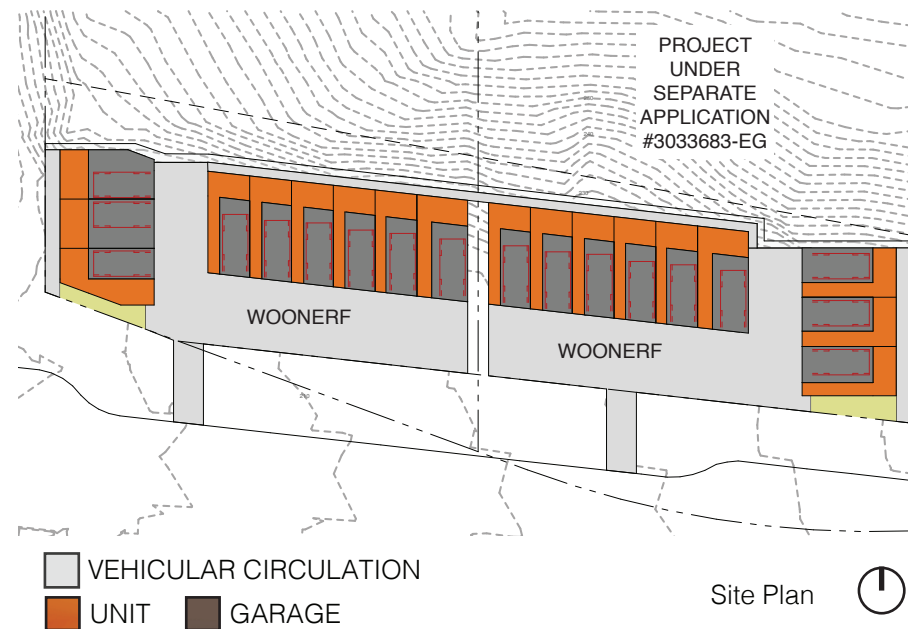 PROJECT
UNDER
SEPARATE
APPLICATION
#3033683-EG
WOONERF
WOONERF
VEHICULAR CIRCULATION
UNIT GARAGE
Site Plan